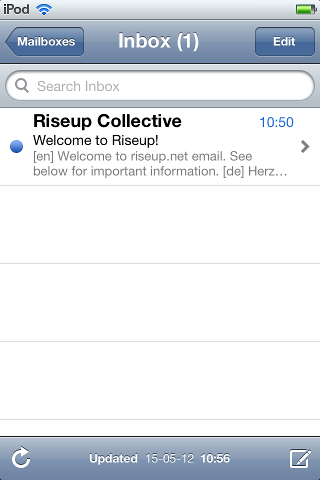 iPod
Mailboxes
Inbox (1)
Edit
Search Inbox
Riseup Collective 10:50
Welcome to Riseup!
[en] Welcome to riseup.net email. See
below for important information. [de] Herz…
Updated 15-05-12 10:56